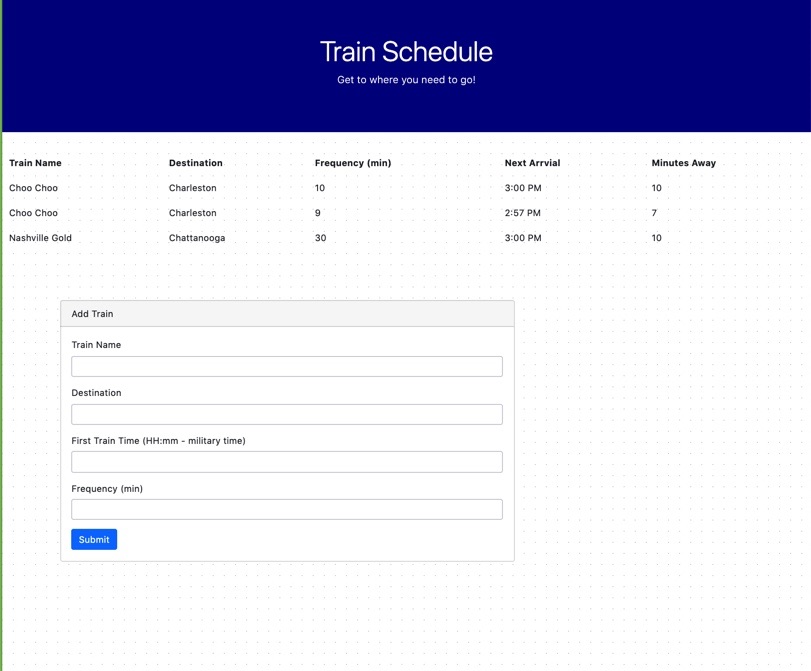 Train Schedule
Get to where you need to go!
Train Name Destination Frequency (min) Next Arrvial Minutes Away
Choo Choo Charleston 10 3:00 PM 10
Choo Choo Charleston 9 2:57 PM 7
Nashville Gold Chattanooga 30 3:00 PM 10
Add Train
Train Name
Destination
First Train Time (HH:mm - military time)
Frequency (min)
Submit